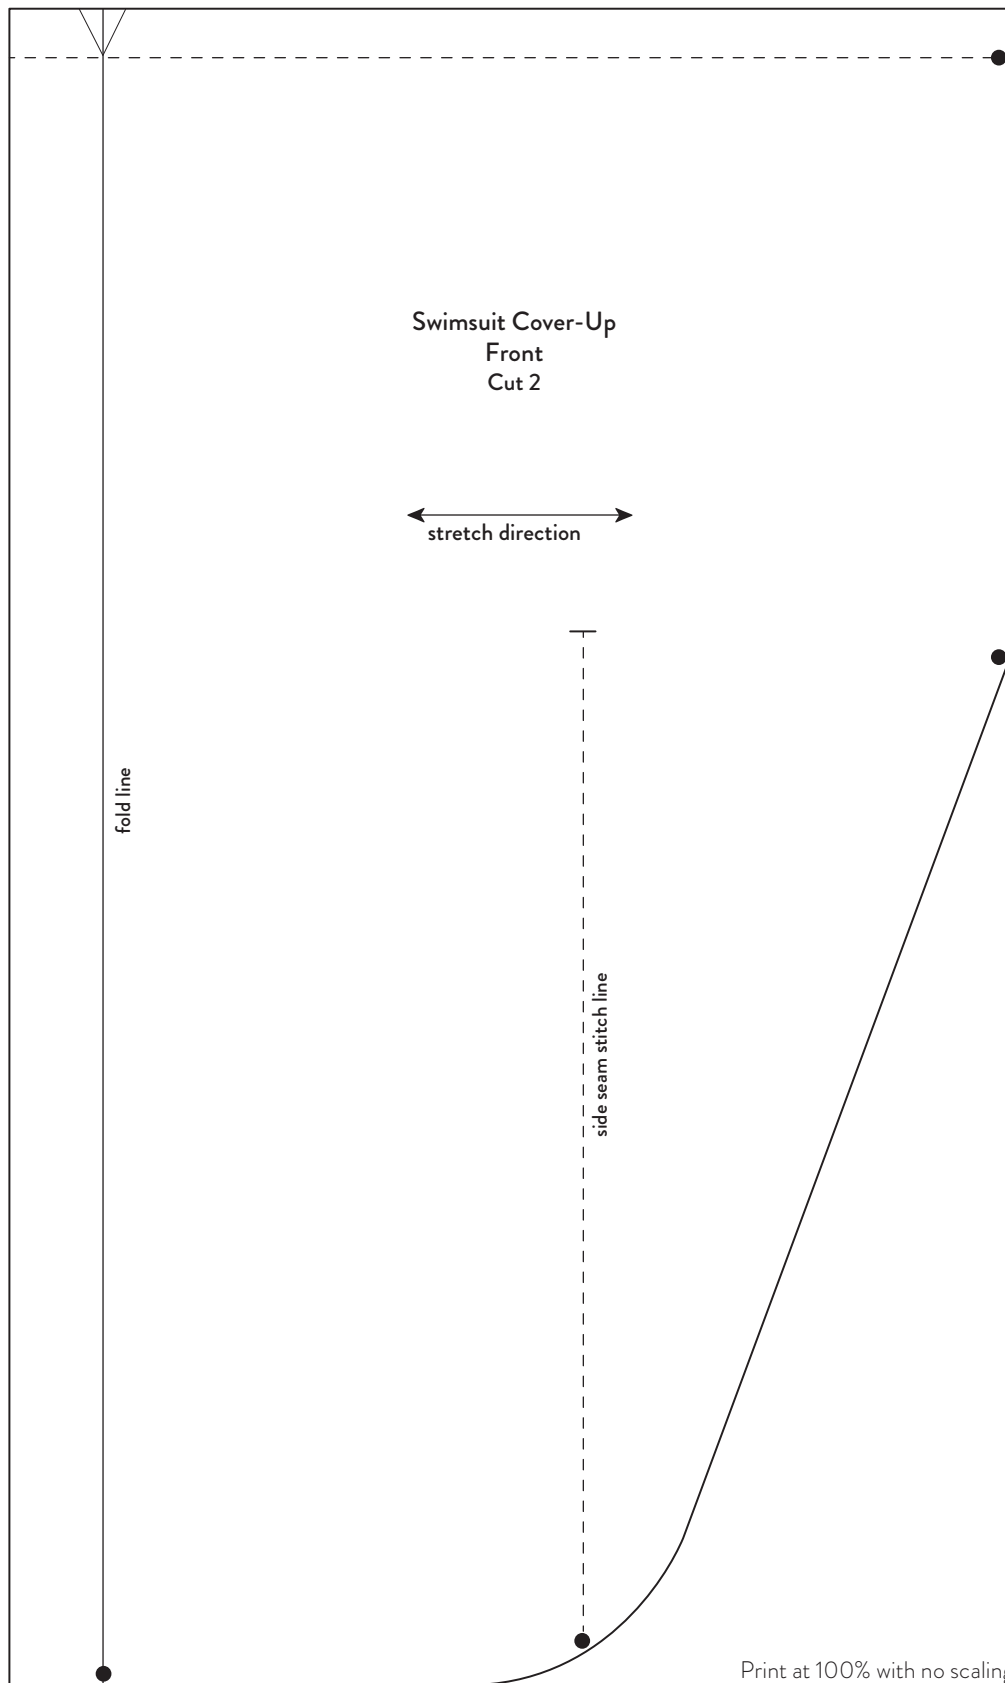 Swimsuit Cover-Up
Front
Cut 2
stretch direction
fold line
side seam stitch line
Print at 100% with no scaling